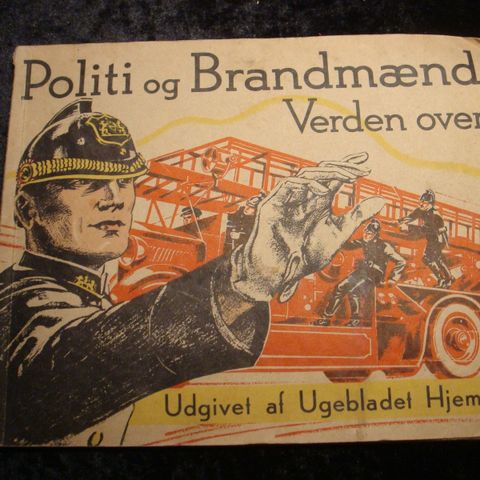 Politi og Brandmænd
Verden over
Udgivet af Ugebladet Hjem